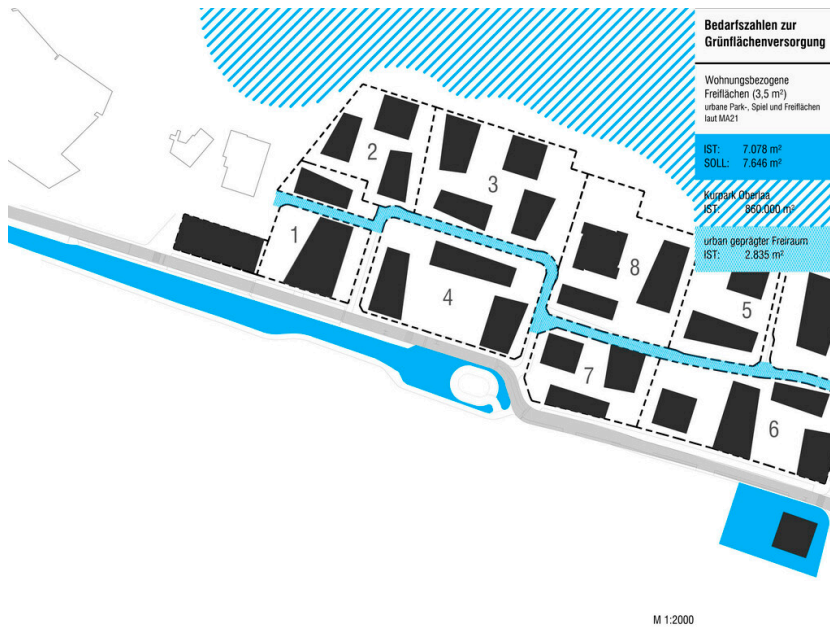 Bedarfszahlen zur
Grünflächenversorgung
Wohnungsbezogene
Freiflächen (3,5 m²)
urbane Park-, Spiel und Freiflächen
laut MA21
IST: 7.078 m²
SOLL: 7.646 m²
Kurpark Oberlaa
IST: 860.000 m²
urban geprägter Freiraum
IST: 2.835 m²
2
3
1
8
4
5
7
6
M 1:2000